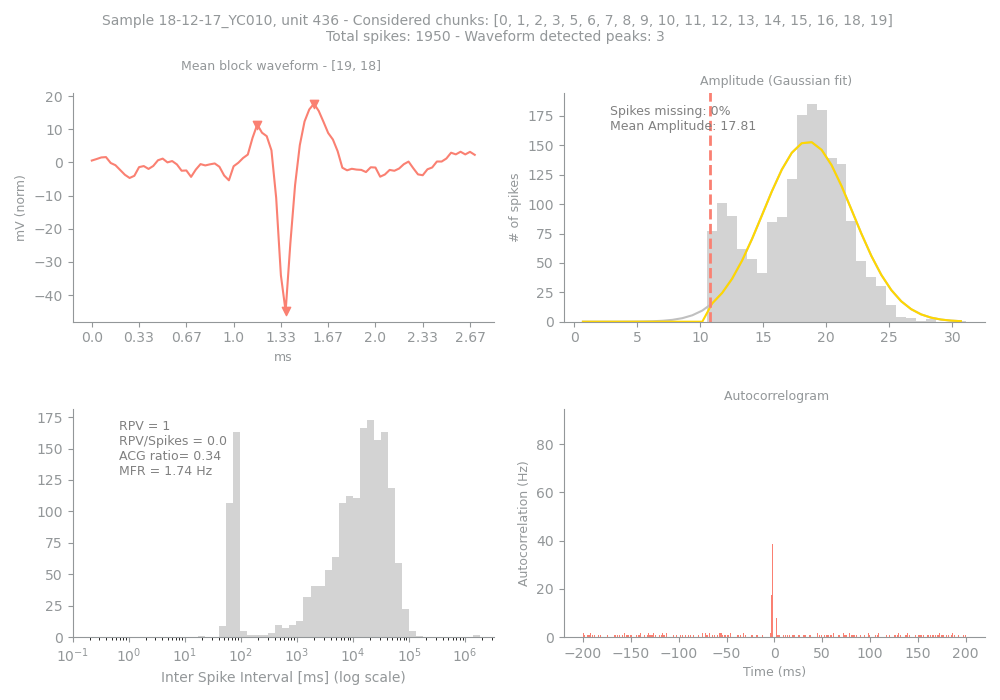 Sample 18-12-17_YC010, unit 436 - Considered chunks: [0, 1, 2, 3, 5, 6, 7, 8, 9, 10, 11, 12, 13, 14, 15, 16, 18, 19]
Total spikes: 1950 - Waveform detected peaks: 3
Mean block waveform - [19, 18]
20
10
0
−10
−20
−30
−40
mV (norm)
0.0 0.33 0.67 1.0 1.33 1.67 2.0 2.33 2.67
ms
Amplitude (Gaussian fit)
Spikes missing: 0%
Mean Amplitude: 17.81
175
150
125
100
75
50
25
0
# of spikes
0 5 10 15 20 25 30
RPV = 1
RPV/Spikes = 0.0
ACG ratio= 0.34
MFR = 1.74 Hz
175
150
125
100
75
50
25
0
10⁻¹ 10⁰ 10¹ 10² 10³ 10⁴ 10⁵ 10⁶
Inter Spike Interval [ms] (log scale)
Autocorrelogram
80
60
40
20
0
Autocorrelation (Hz)
−200 −150 −100 −50 0 50 100 150 200
Time (ms)